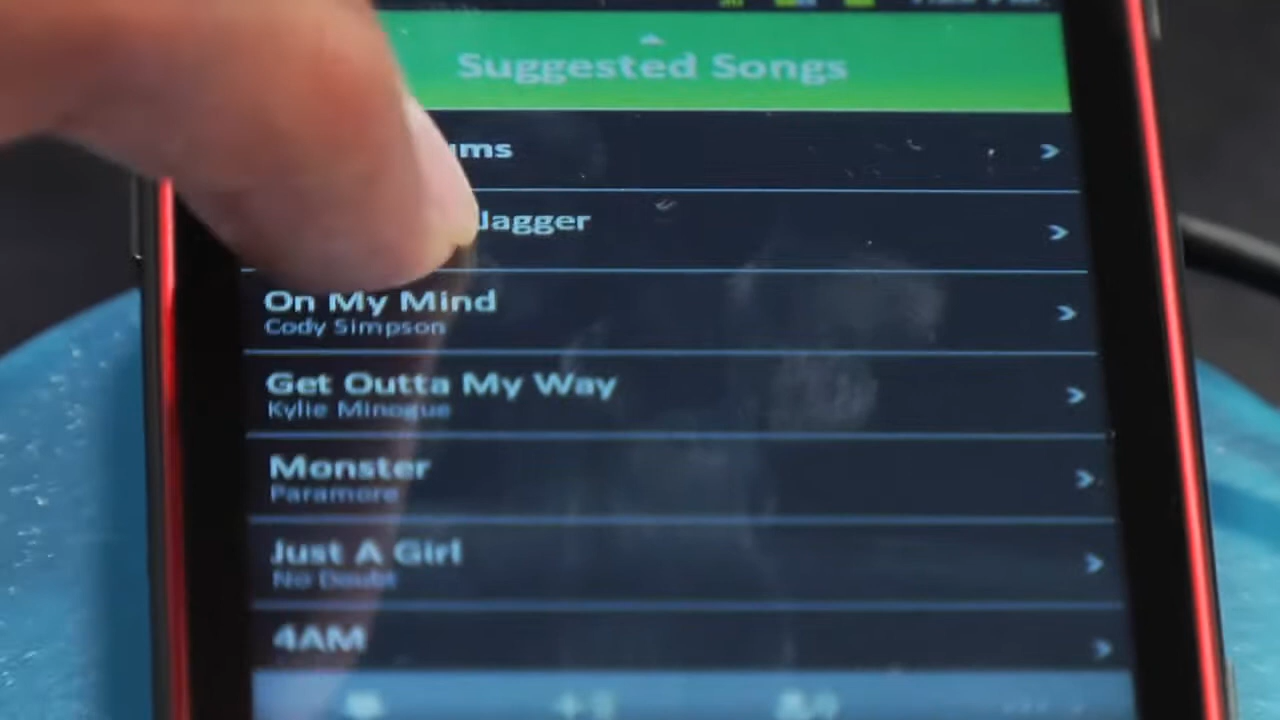 Suggested Songs
ums
Jagger
On My Mind
Cody Simpson
Get Outta My Way
Kylie Minogue
Monster
Paramore
Just A Girl
No Doubt
4AM